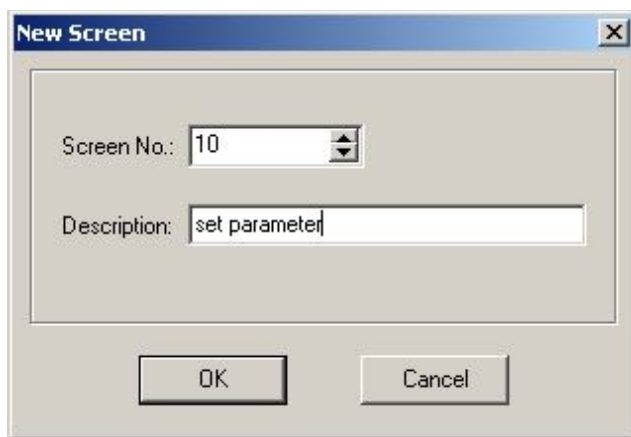 New Screen
Screen No.: 10
Description: set parameter
OK Cancel